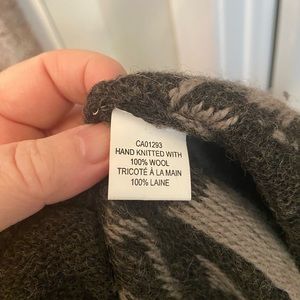 CA01293
HAND KNITTED WITH
100% WOOL
TRICOTÉ À LA MAIN
100% LAINE